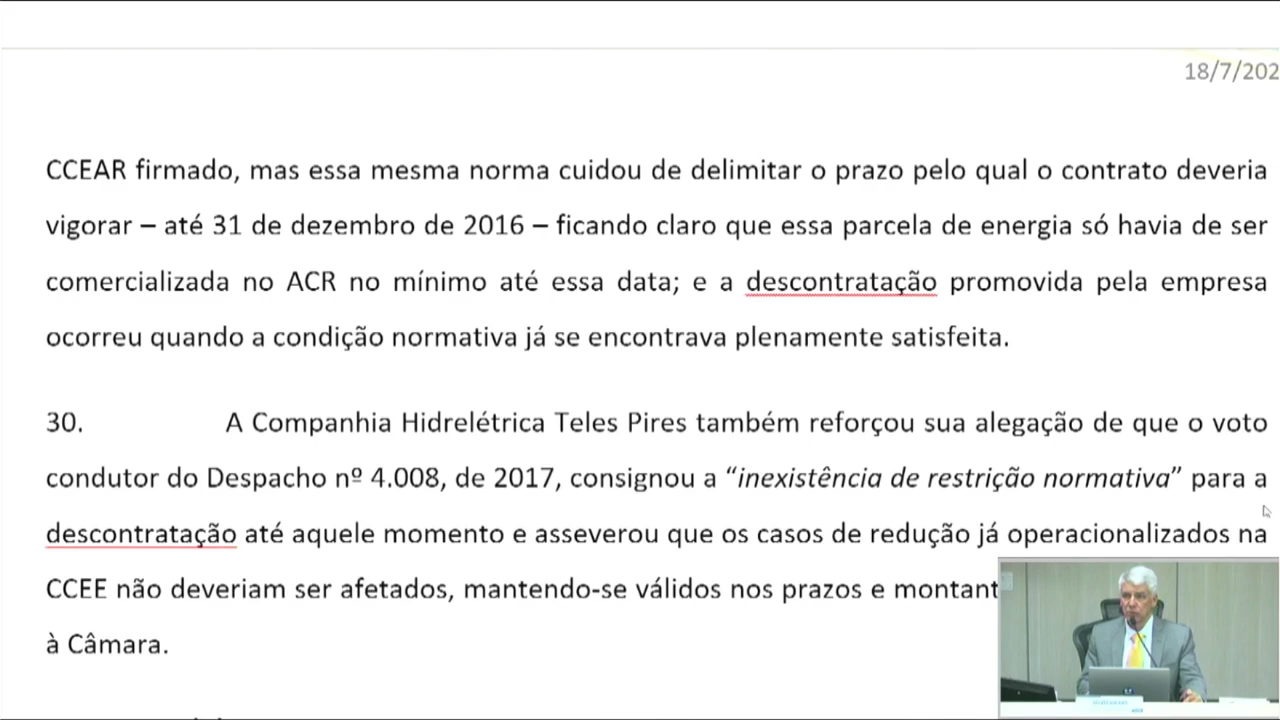 18/7/202
CCEAR firmado, mas essa mesma norma cuidou de delimitar o prazo pelo qual o contrato deveria
vigorar – até 31 de dezembro de 2016 – ficando claro que essa parcela de energia só havia de ser
comercializada no ACR no mínimo até essa data; e a descontratação promovida pela empresa
ocorreu quando a condição normativa já se encontrava plenamente satisfeita.
30. A Companhia Hidrelétrica Teles Pires também reforçou sua alegação de que o voto
condutor do Despacho nº 4.008, de 2017, consignou a “inexistência de restrição normativa” para a
descontratação até aquele momento e asseverou que os casos de redução já operacionalizados na
CCEE não deveriam ser afetados, mantendo-se válidos nos prazos e montant
à Câmara.